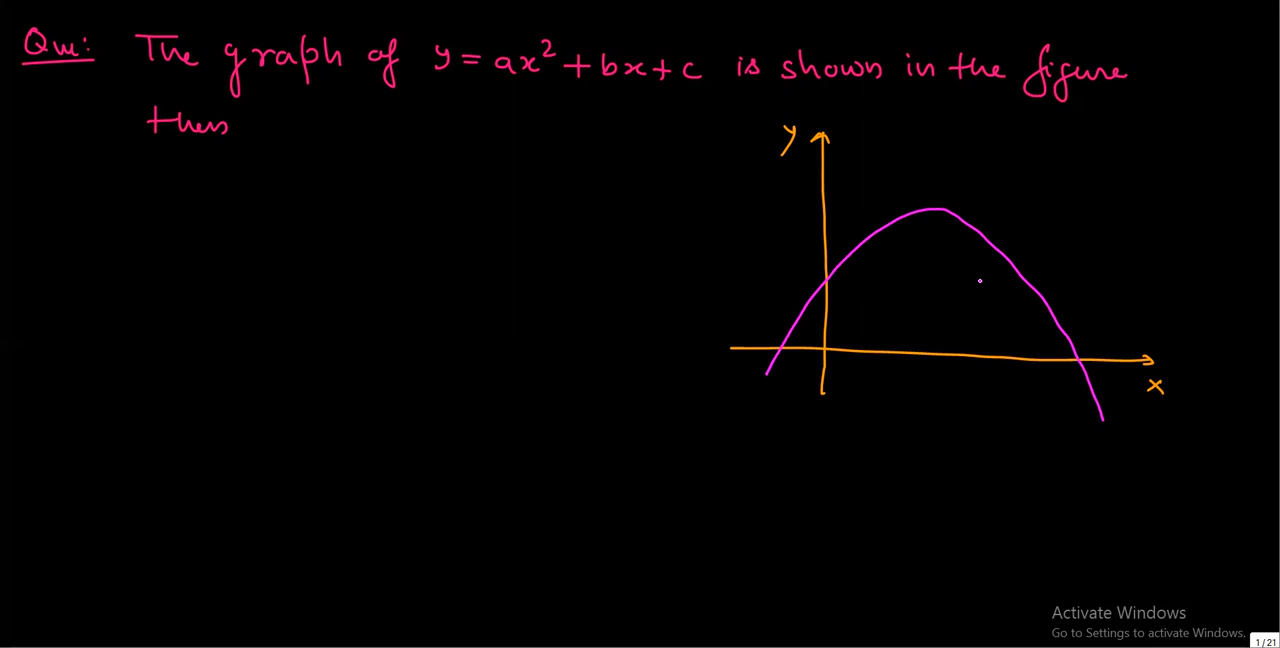 Que: The graph of y = ax² + bx + c is shown in the figure
then
y
x
Activate Windows
Go to Settings to activate Windows.
1 / 21